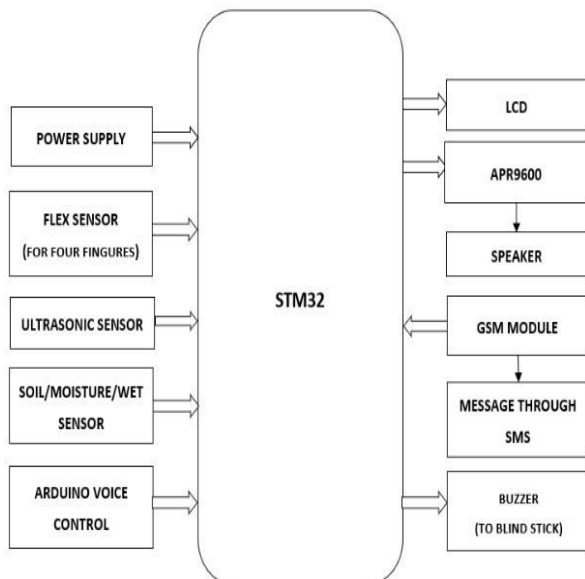 POWER SUPPLY
FLEX SENSOR
(FOR FOUR FINGURES)
ULTRASONIC SENSOR
SOIL/MOISTURE/WET
SENSOR
ARDUINO VOICE
CONTROL
STM32
LCD
APR9600
SPEAKER
GSM MODULE
MESSAGE THROUGH
SMS
BUZZER
(TO BLIND STICK)